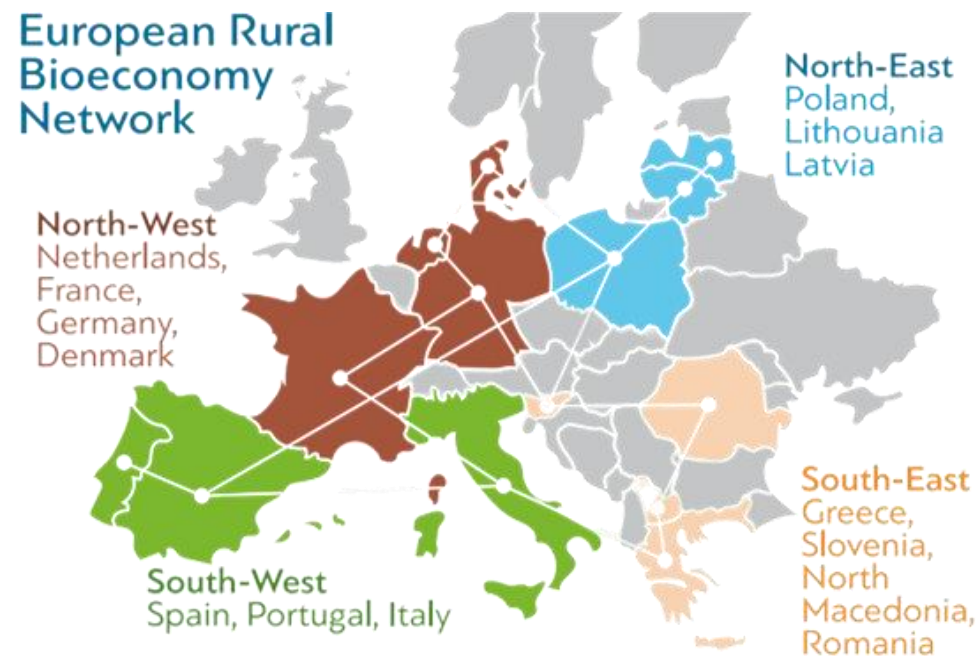 European Rural
Bioeconomy
Network
North-East
Poland,
Lithouania
Latvia
North-West
Netherlands,
France,
Germany,
Denmark
South-East
Greece,
Slovenia,
North
Macedonia,
Romania
South-West
Spain, Portugal, Italy